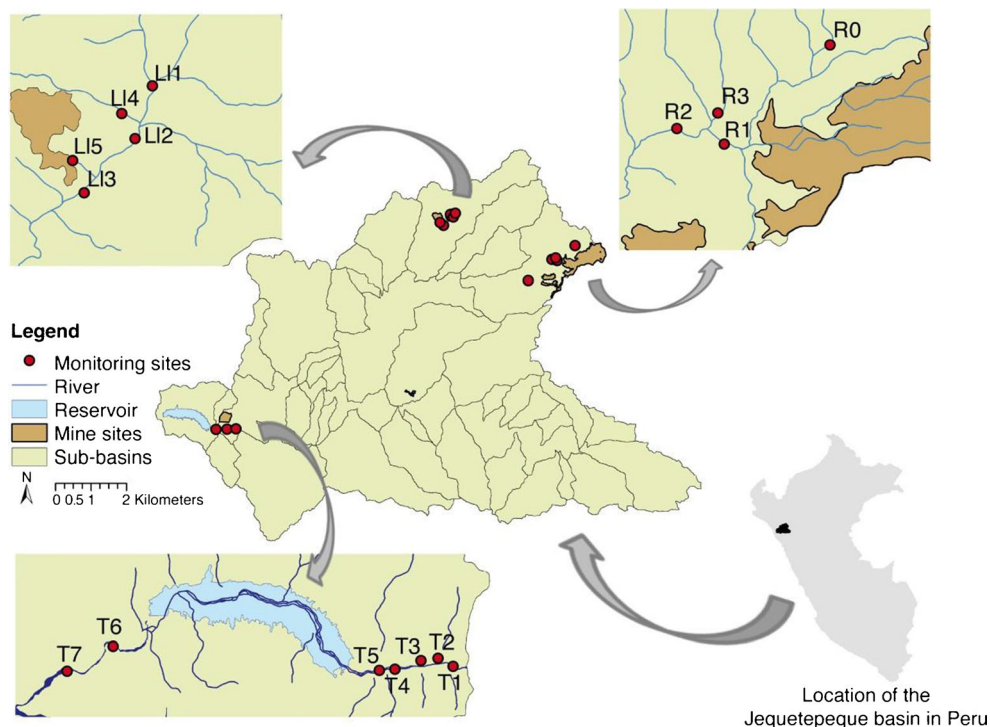 LI1
LI4
LI2
LI5
LI3
R0
R3
R2
R1
Legend
Monitoring sites
River
Reservoir
Mine sites
Sub-basins
N
0 0.5 1 2 Kilometers
T6
T7
T5
T4
T3
T2
T1
Location of the
Jequetepeque basin in Peru